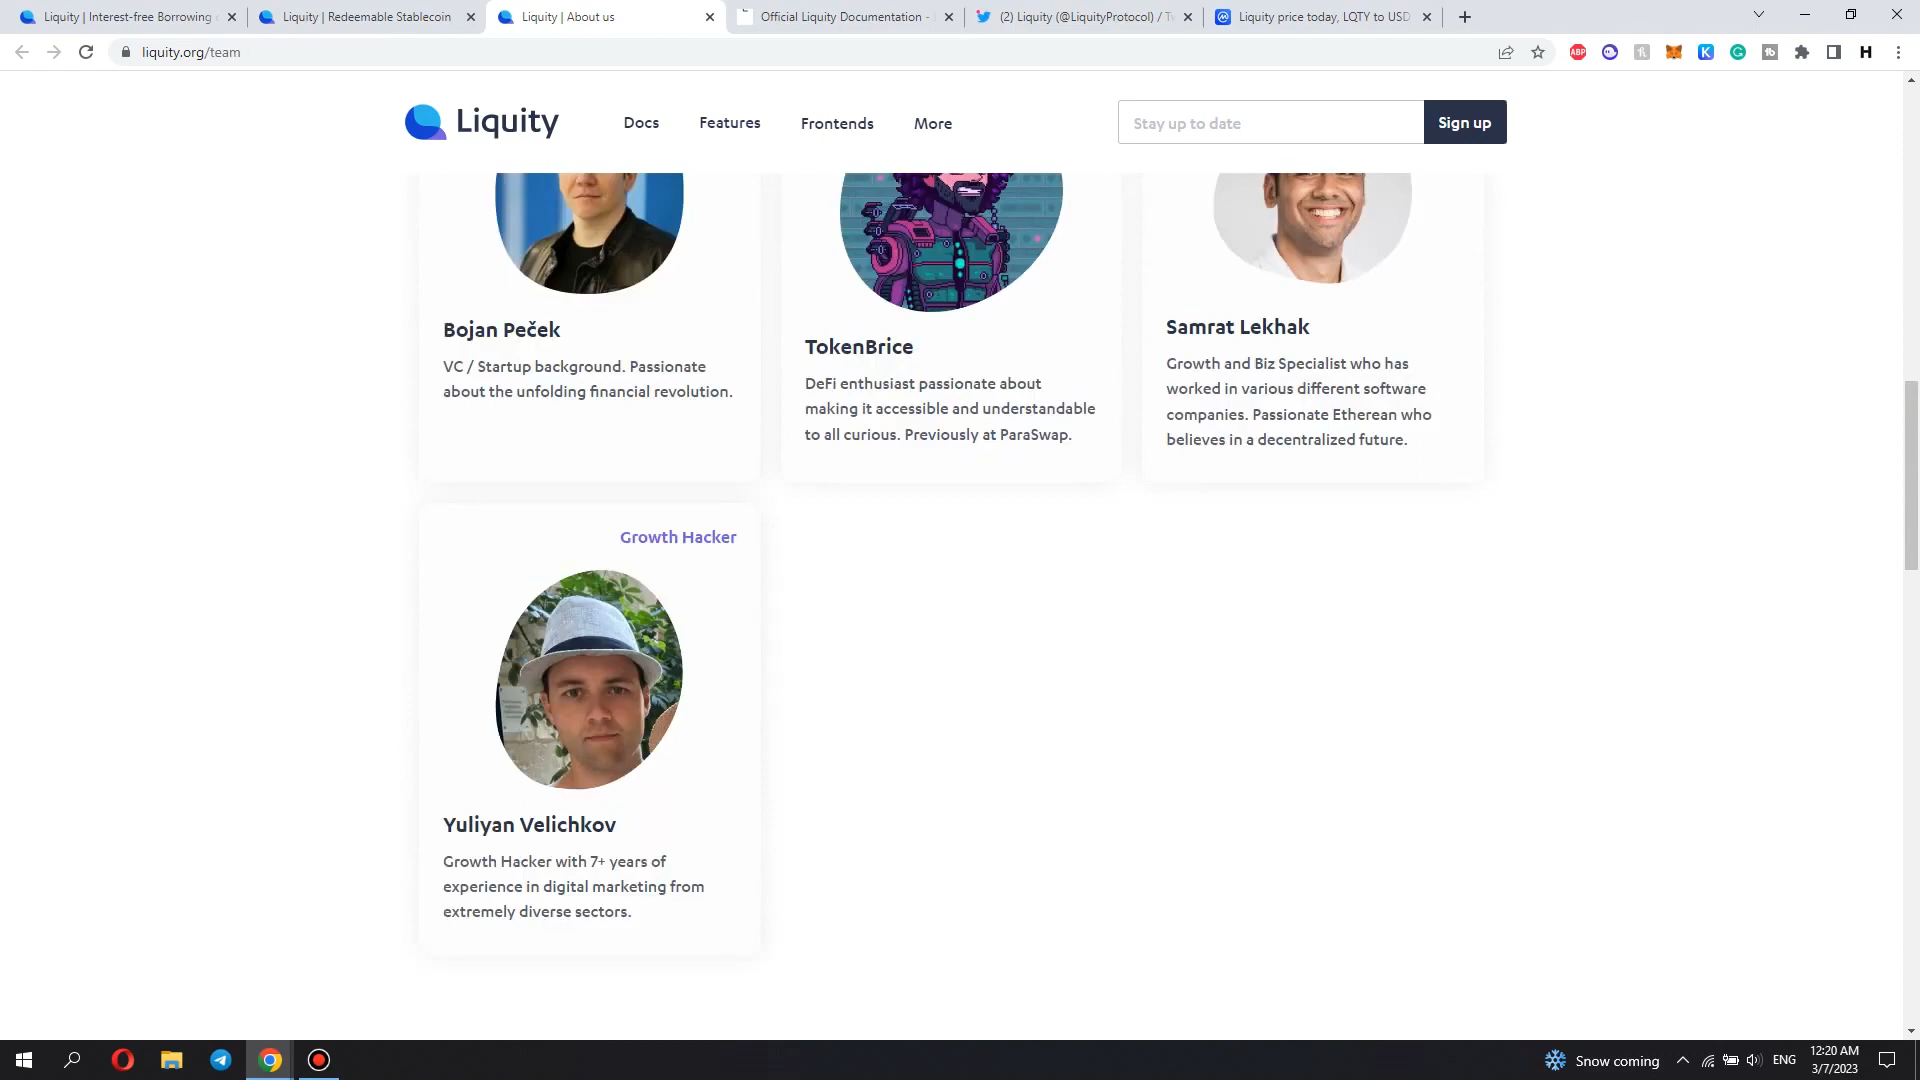 Liquity | Interest-free Borrowing
Liquity | Redeemable Stablecoin
Liquity | About us
Official Liquity Documentation -
(2) Liquity (@LiquityProtocol) / Tw
Liquity price today, LQTY to USD
liquity.org/team
ABP
K
G
H
Liquity
Docs
Features
Frontends
More
Stay up to date
Sign up
Bojan Peček
VC / Startup background. Passionate
about the unfolding financial revolution.
TokenBrice
DeFi enthusiast passionate about
making it accessible and understandable
to all curious. Previously at ParaSwap.
Samrat Lekhak
Growth and Biz Specialist who has
worked in various different software
companies. Passionate Etherean who
believes in a decentralized future.
Growth Hacker
Yuliyan Velichkov
Growth Hacker with 7+ years of
experience in digital marketing from
extremely diverse sectors.
Snow coming
ENG
12:20 AM
3/7/2023